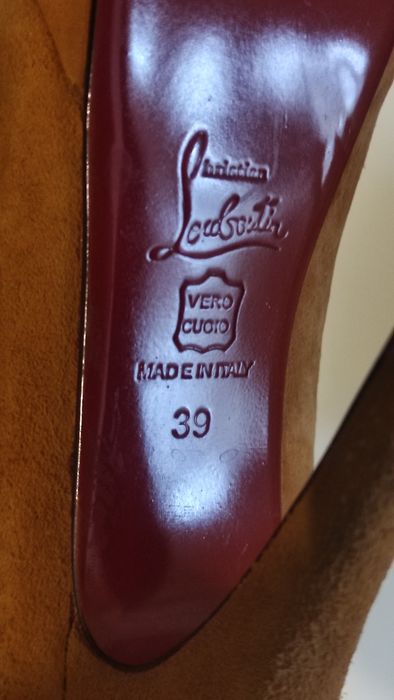 Christian
Louboutin
VERO
CUOIO
MADE IN ITALY
39